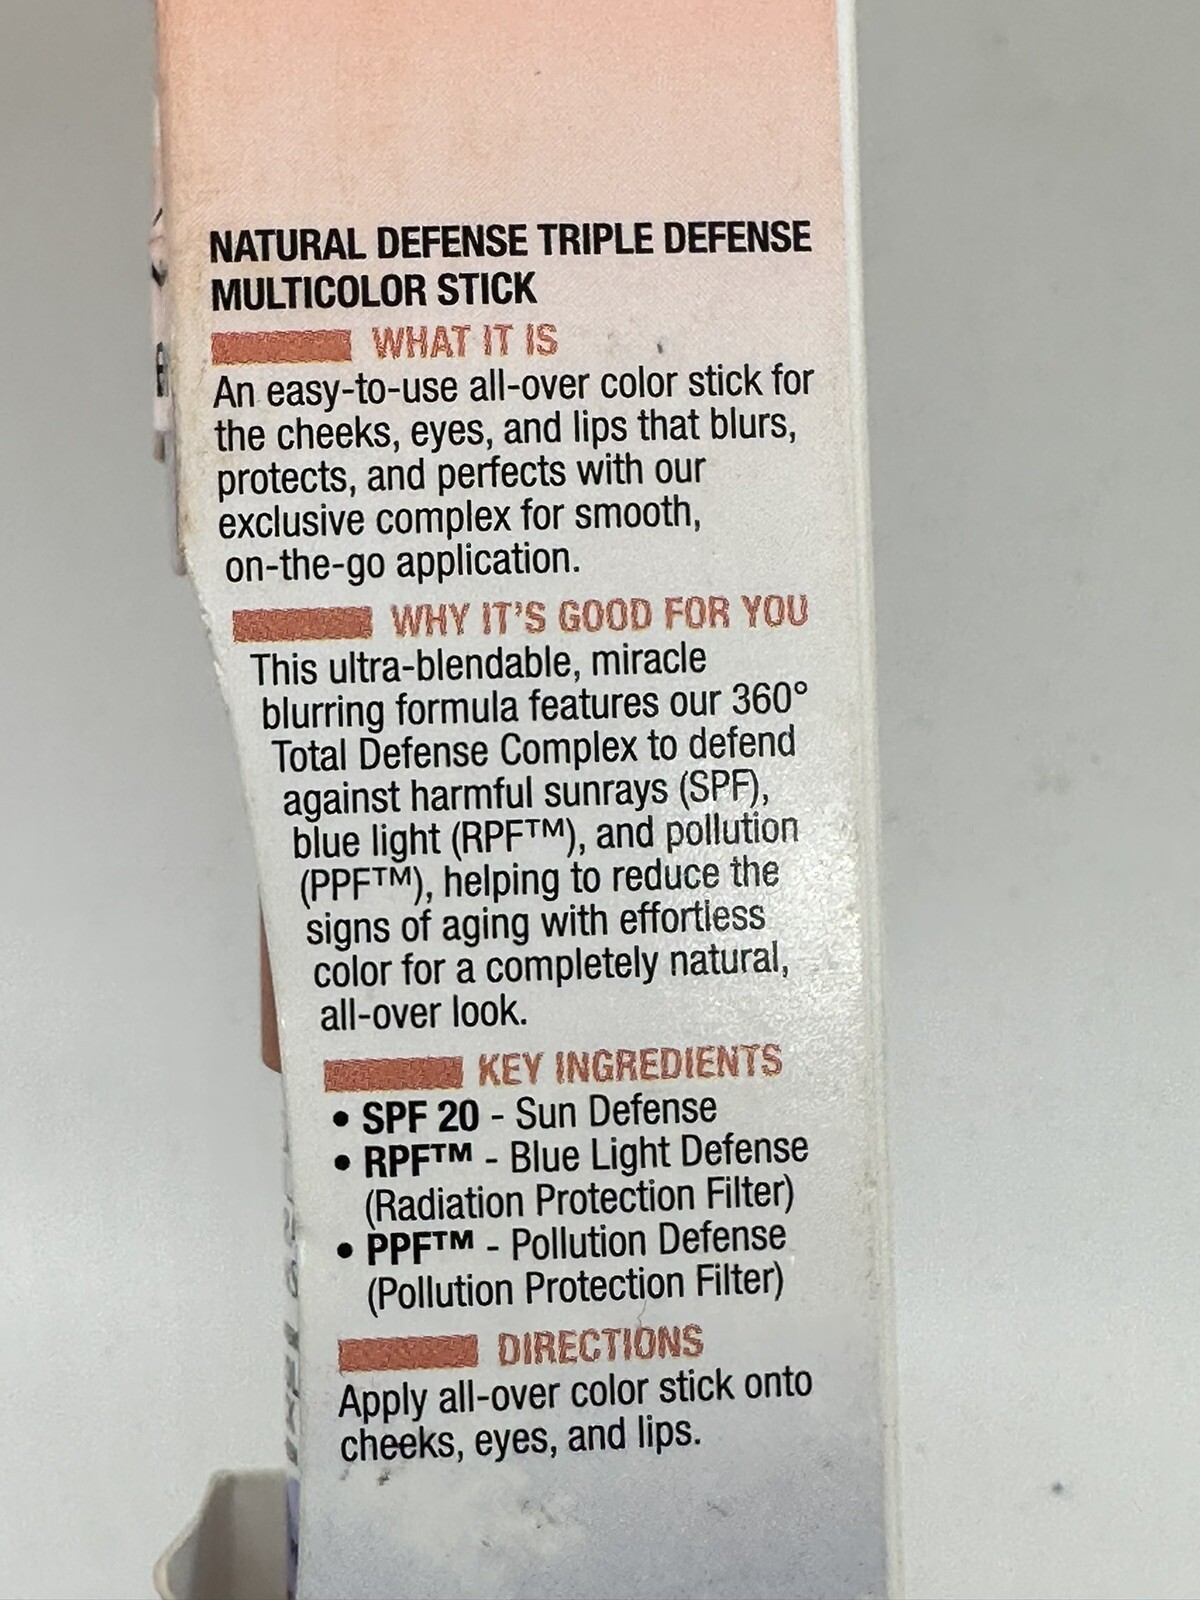 NATURAL DEFENSE TRIPLE DEFENSE
MULTICOLOR STICK
WHAT IT IS
An easy-to-use all-over color stick for
the cheeks, eyes, and lips that blurs,
protects, and perfects with our
exclusive complex for smooth,
on-the-go application.
WHY IT'S GOOD FOR YOU
This ultra-blendable, miracle
blurring formula features our 360°
Total Defense Complex to defend
against harmful sunrays (SPF),
blue light (RPF™), and pollution
(PPF™), helping to reduce the
signs of aging with effortless
color for a completely natural,
all-over look.
KEY INGREDIENTS
• SPF 20 - Sun Defense
• RPF™ - Blue Light Defense
(Radiation Protection Filter)
• PPF™ - Pollution Defense
(Pollution Protection Filter)
DIRECTIONS
Apply all-over color stick onto
cheeks, eyes, and lips.